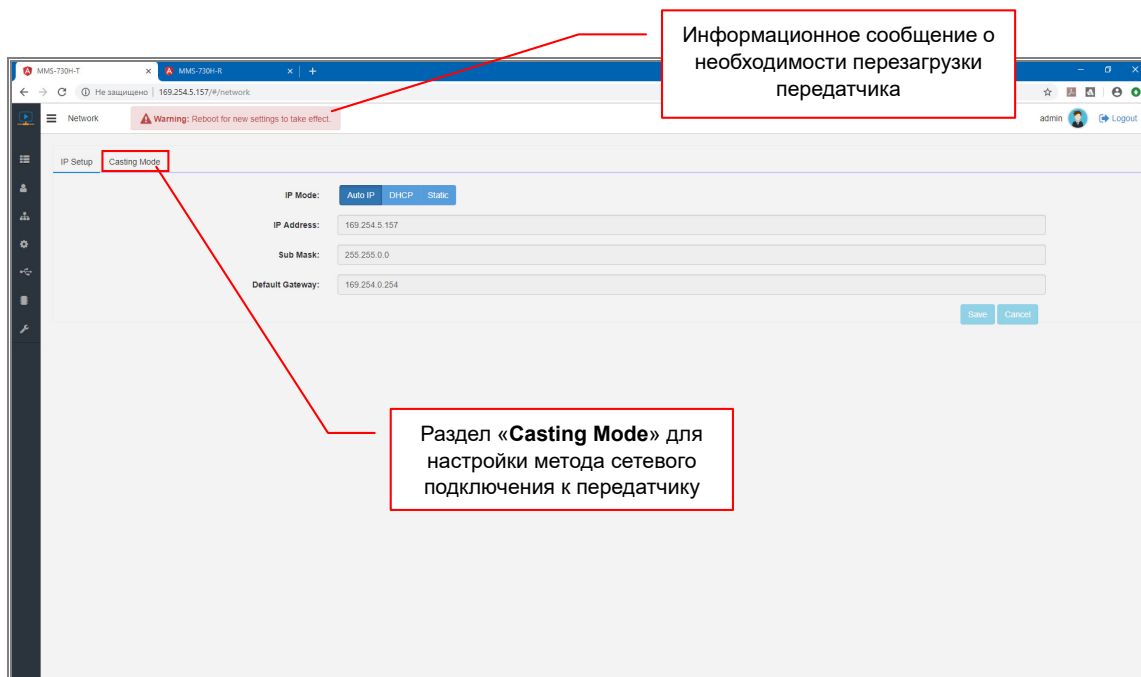 Информационное сообщение о
необходимости перезагрузки
передатчика
MMS-730H-T
MMS-730H-R
Не защищено | 169.254.5.157/#/network
Network
Warning: Reboot for new settings to take effect.
admin
Logout
IP Setup
Casting Mode
IP Mode:
Auto IP
DHCP
Static
IP Address:
169.254.5.157
Sub Mask:
255.255.0.0
Default Gateway:
169.254.0.254
Save
Cancel
Раздел «Casting Mode» для
настройки метода сетевого
подключения к передатчику